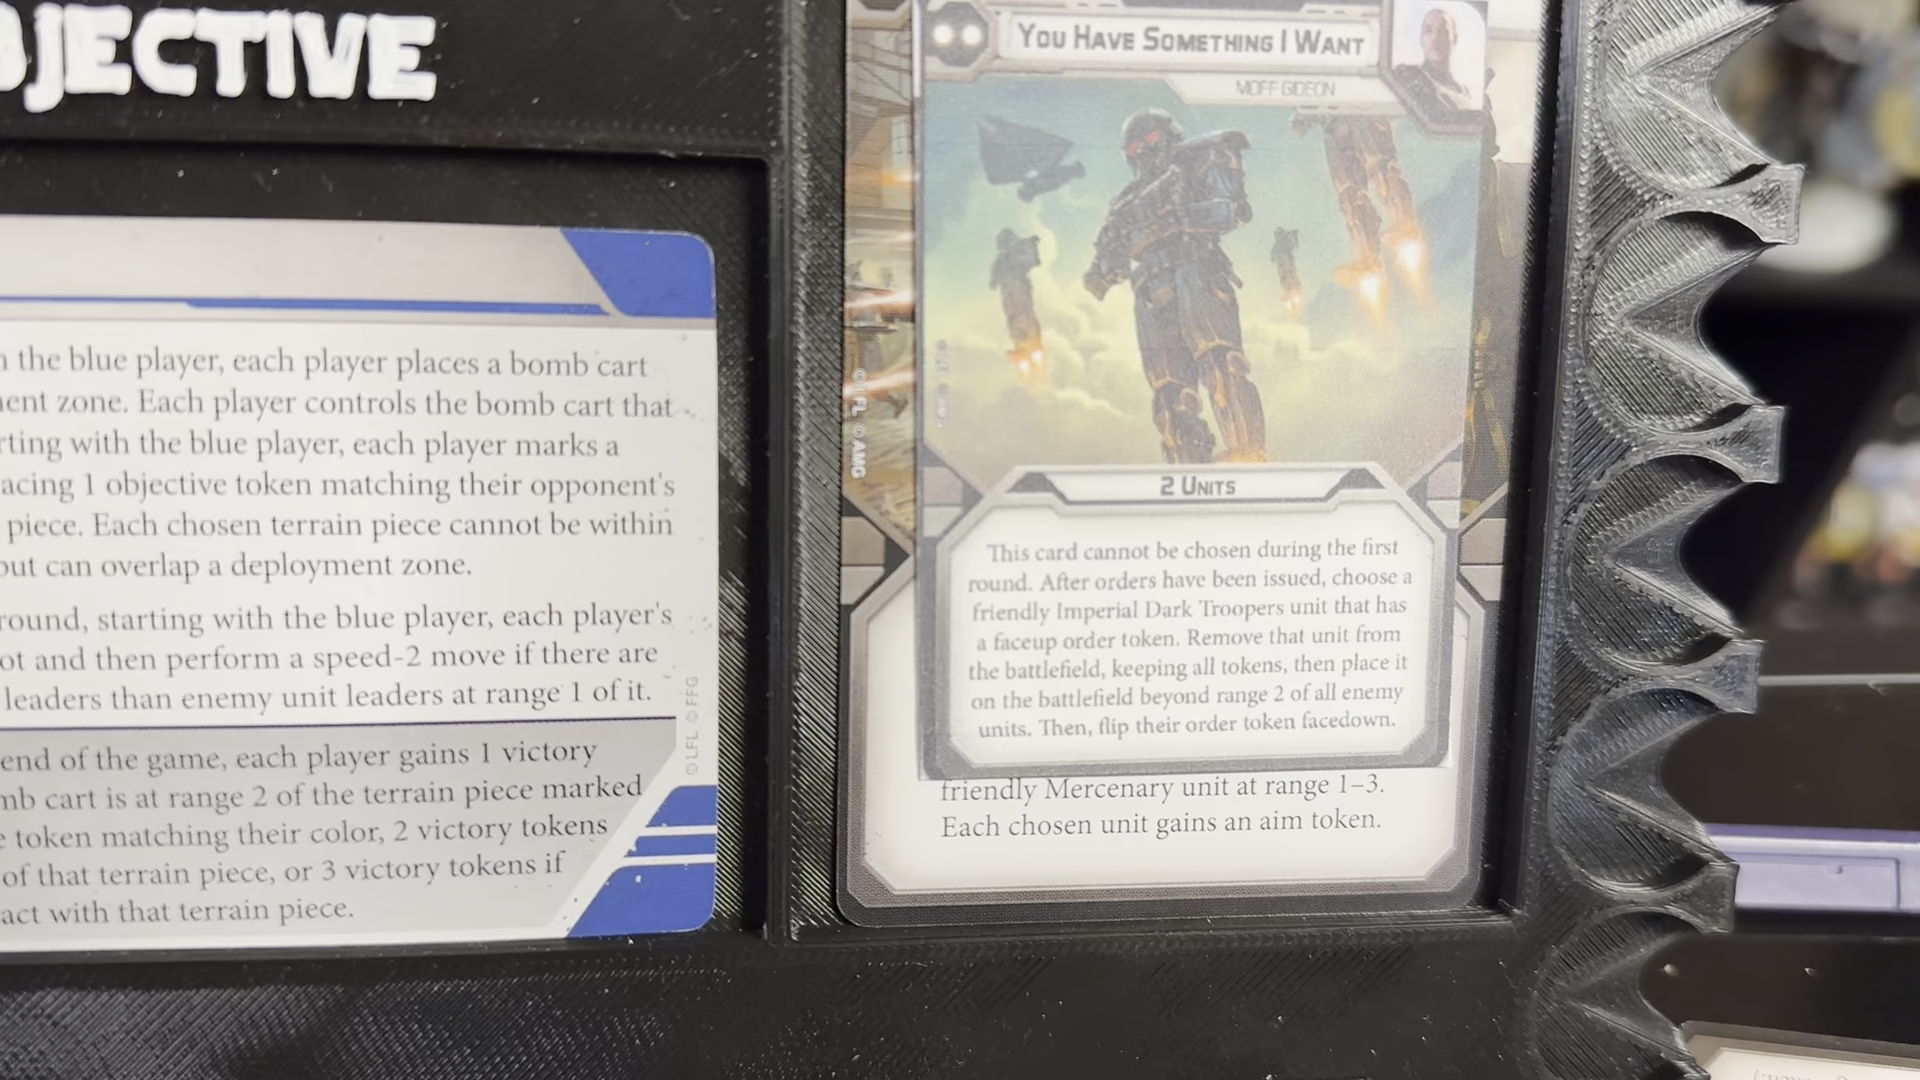 OBJECTIVE
the blue player, each player places a bomb cart
ent zone. Each player controls the bomb cart that
rting with the blue player, each player marks a
acing 1 objective token matching their opponent's
piece. Each chosen terrain piece cannot be within
out can overlap a deployment zone.
round, starting with the blue player, each player's
ot and then perform a speed-2 move if there are
leaders than enemy unit leaders at range 1 of it.
end of the game, each player gains 1 victory
mb cart is at range 2 of the terrain piece marked
token matching their color, 2 victory tokens
of that terrain piece, or 3 victory tokens if
act with that terrain piece.
©LFL ©FFG
You Have Something I Want
MOFF GIDEON
©LFL ©AMG
2 Units
This card cannot be chosen during the first
round. After orders have been issued, choose a
friendly Imperial Dark Troopers unit that has
a faceup order token. Remove that unit from
the battlefield, keeping all tokens, then place it
on the battlefield beyond range 2 of all enemy
units. Then, flip their order token facedown.
friendly Mercenary unit at range 1–3.
Each chosen unit gains an aim token.